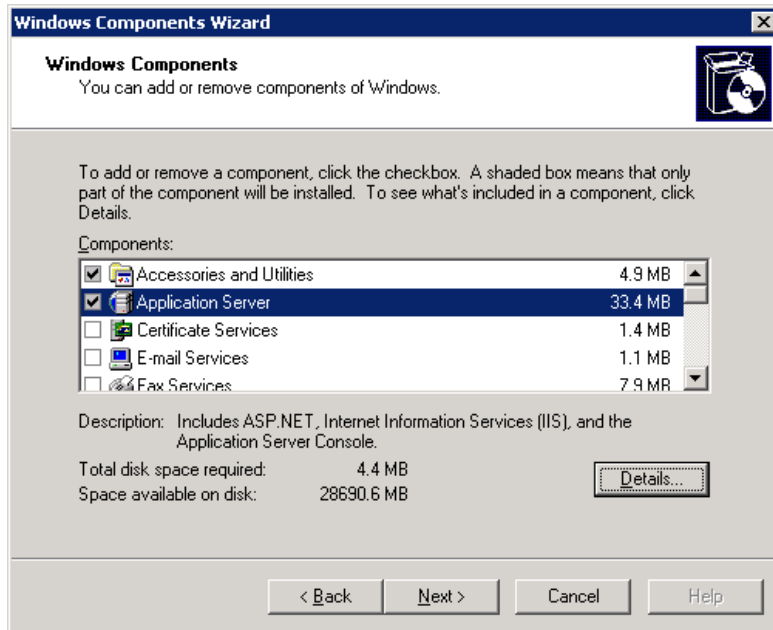 Windows Components Wizard
Windows Components
You can add or remove components of Windows.
To add or remove a component, click the checkbox. A shaded box means that only
part of the component will be installed. To see what's included in a component, click
Details.
Components:
Accessories and Utilities 4.9 MB
Application Server 33.4 MB
Certificate Services 1.4 MB
E-mail Services 1.1 MB
Fax Services 7.9 MB
Description: Includes ASP.NET, Internet Information Services (IIS), and the
Application Server Console.
Total disk space required: 4.4 MB
Space available on disk: 28690.6 MB
Details...
< Back Next > Cancel Help